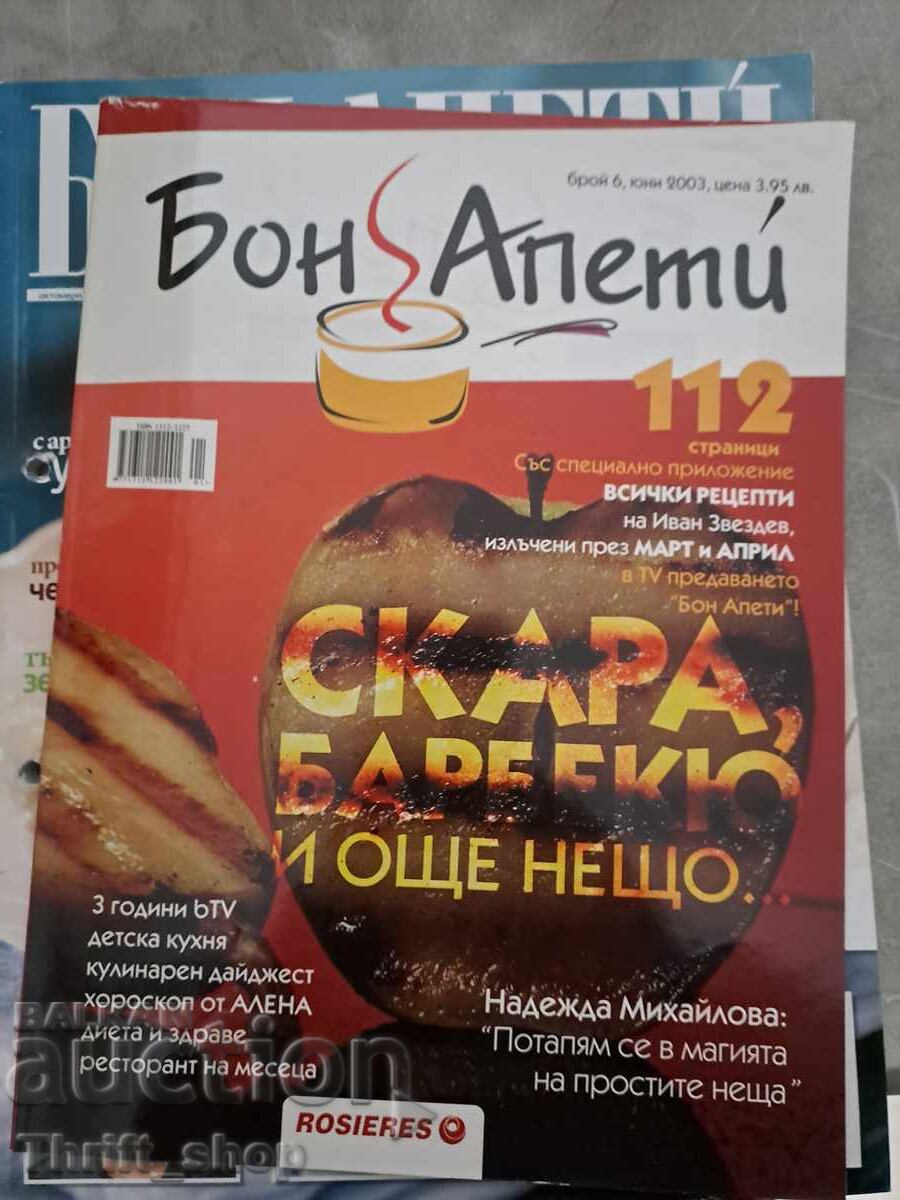 брой 6, юни 2003, цена 3.95 лв.
Бон Апети́
112
страници
Със специално приложение
ВСИЧКИ РЕЦЕПТИ
на Иван Звездев,
излъчени през МАРТ и АПРИЛ
в TV предаването
"Бон Апети"!
СКАРА,
БАРБЕКЮ
И ОЩЕ НЕЩО...
3 години bTV
детска кухня
кулинарен дайджест
хороскоп от АЛЕНА
диета и здраве
ресторант на месеца
Надежда Михайлова:
"Потапям се в магията
на простите неща"
ROSIERES
BALKAN
auction
Thrift_shop